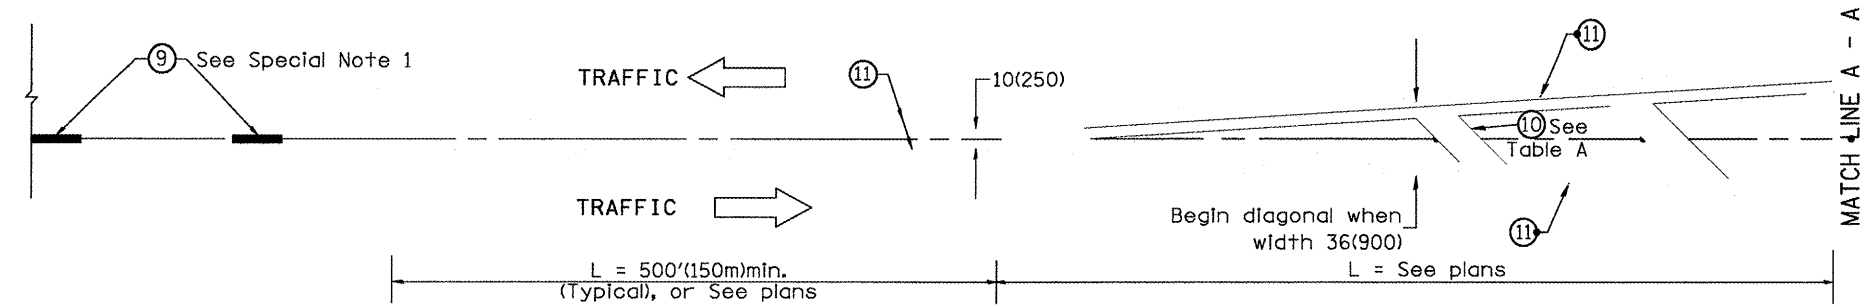 9 See Special Note 1
TRAFFIC
11
10(250)
11
10 See
Table A
TRAFFIC
Begin diagonal when
width 36(900)
11
L = 500'(150m)min.
(Typical), or See plans
L = See plans
MATCH LINE A - A